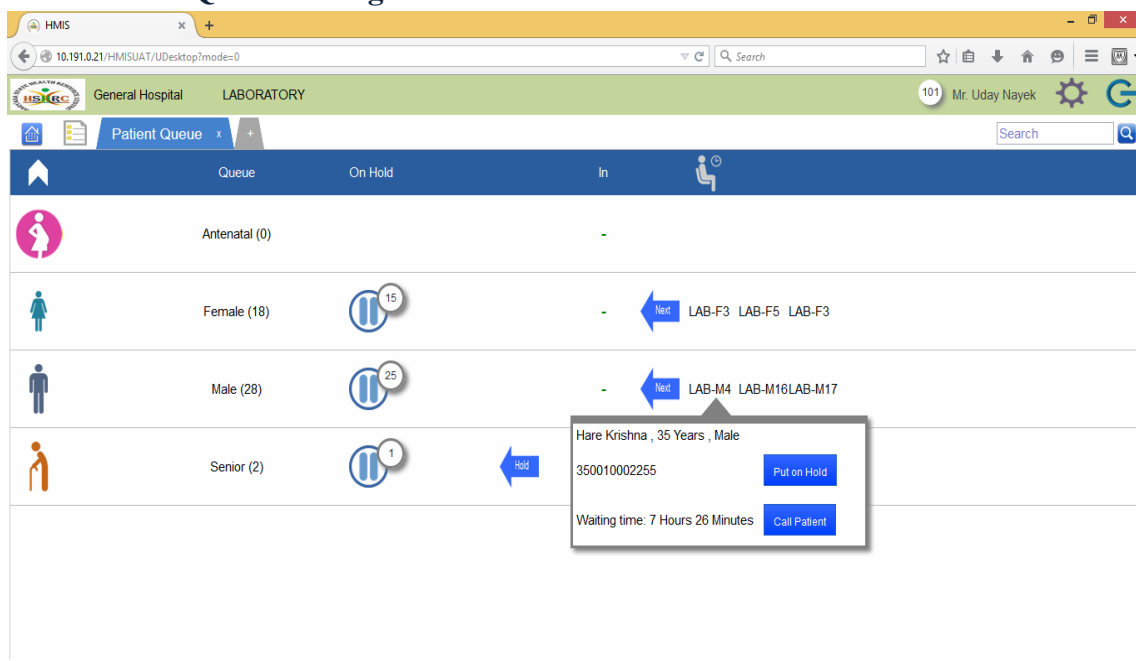 HMIS x +
10.191.0.21/HMISUAT/UDesktop?mode=0 Search
HSHRC General Hospital LABORATORY 101 Mr. Uday Nayek
Patient Queue x + Search
Queue On Hold In
Antenatal (0) -
Female (18) 15 - Next LAB-F3 LAB-F5 LAB-F3
Male (28) 25 - Next LAB-M4 LAB-M16LAB-M17
Hare Krishna , 35 Years , Male
Senior (2) 1 Hold 350010002255 Put on Hold
Waiting time: 7 Hours 26 Minutes Call Patient